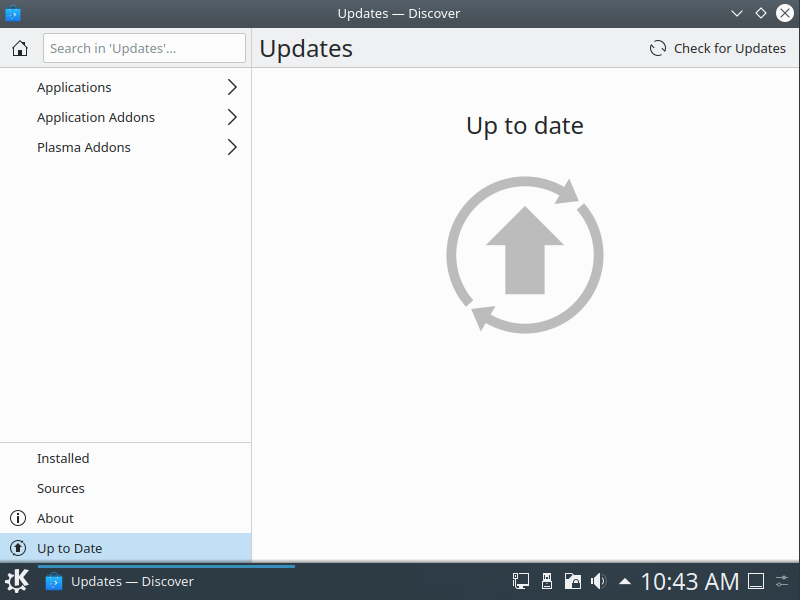 Updates — Discover
Search in 'Updates'...
Updates
Check for Updates
Applications
Application Addons
Plasma Addons
Up to date
Installed
Sources
About
Up to Date
Updates — Discover
10:43 AM